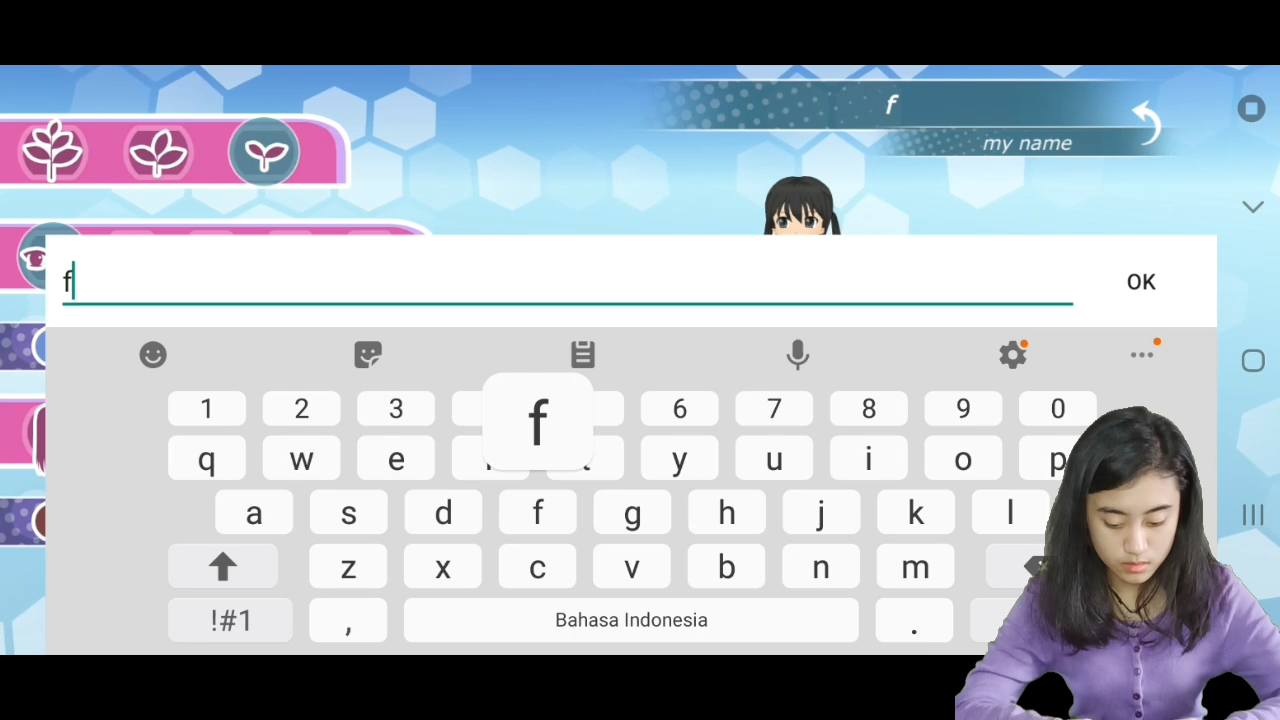 f
my name
f
OK
1 2 3 6 7 8 9 0
f
q w e y u i o p
a s d f g h j k l
z x c v b n m
!#1 , Bahasa Indonesia .